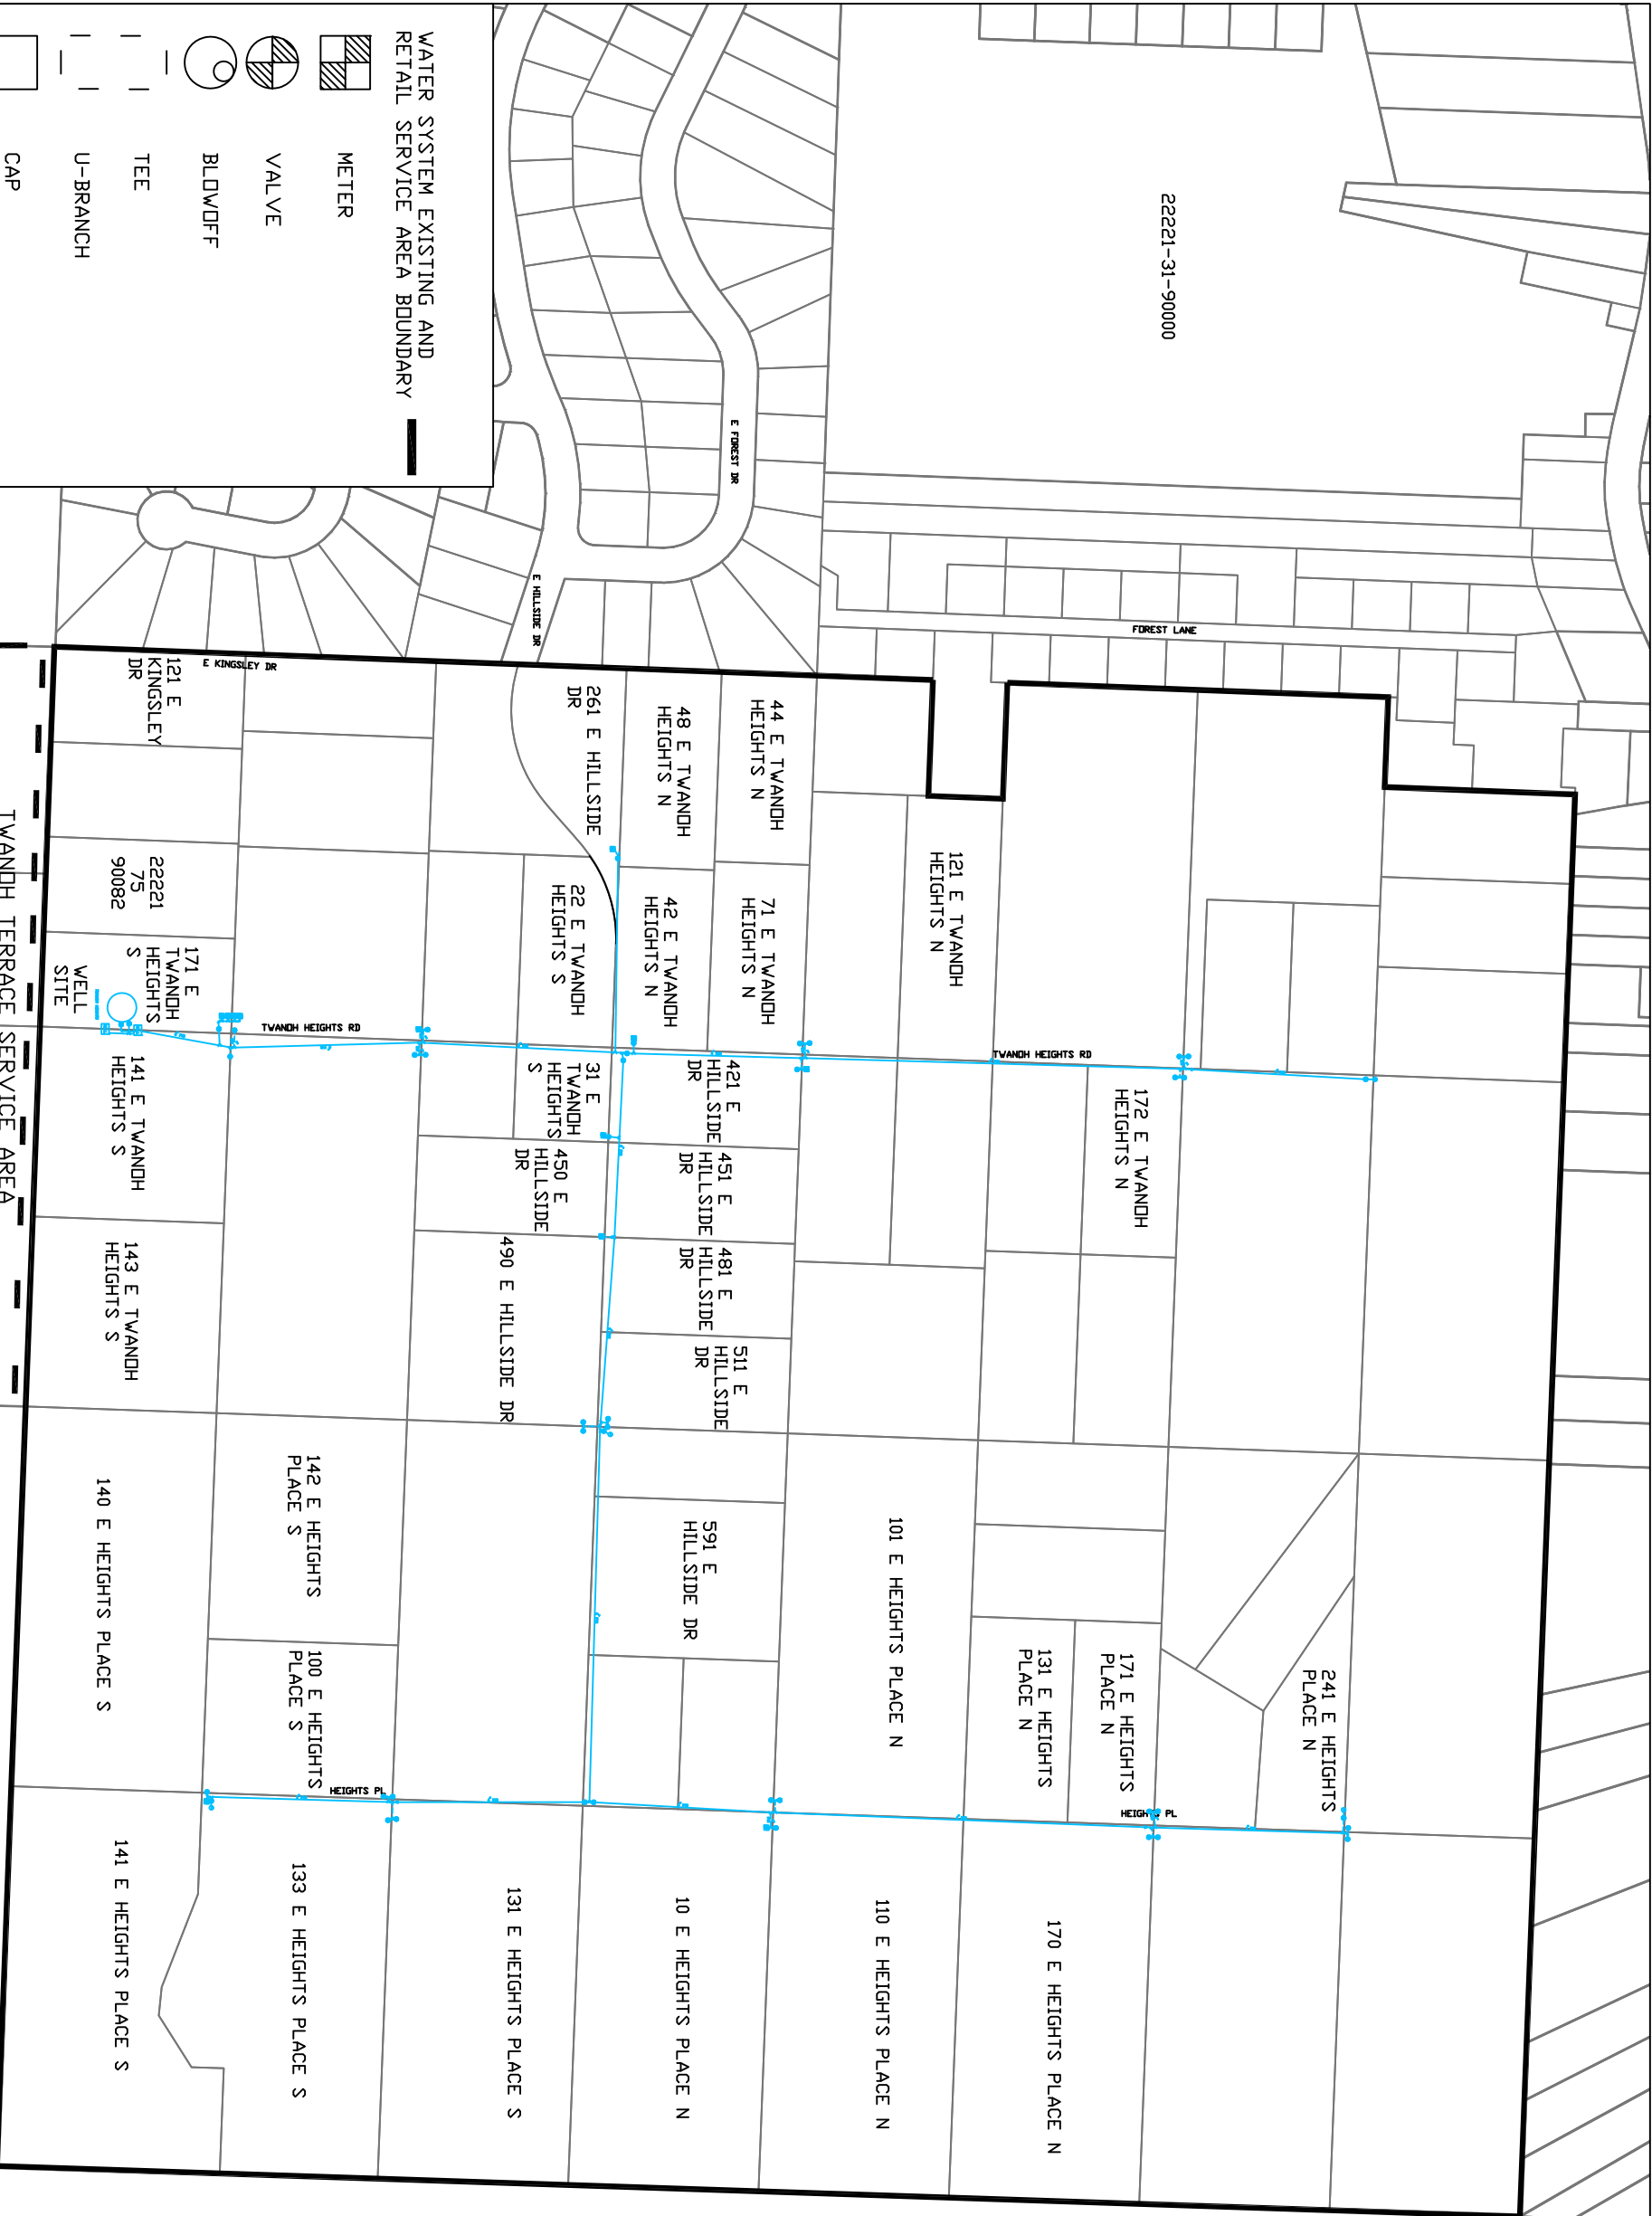 WATER SYSTEM EXISTING AND
RETAIL SERVICE AREA BOUNDARY
METER
VALVE
BLOWOFF
TEE
U-BRANCH
CAP
22221-31-90000
E FOREST DR
E HILLSIDE DR
FOREST LANE
E KINGSLEY DR
121 E
KINGSLEY
DR
261 E HILLSIDE
DR
48 E TWANOH
HEIGHTS N
44 E TWANOH
HEIGHTS N
121 E TWANOH
HEIGHTS N
22221
75
90082
171 E
TWANOH
HEIGHTS
S
WELL
SITE
22 E TWANOH
HEIGHTS S
42 E TWANOH
HEIGHTS N
71 E TWANOH
HEIGHTS N
TWANOH HEIGHTS RD
TWANOH HEIGHTS RD
141 E TWANOH
HEIGHTS S
31 E
TWANOH
HEIGHTS
S
421 E
HILLSIDE
DR
172 E TWANOH
HEIGHTS N
450 E
HILLSIDE
DR
451 E
HILLSIDE
DR
143 E TWANOH
HEIGHTS S
490 E HILLSIDE DR
481 E
HILLSIDE
DR
511 E
HILLSIDE
DR
140 E HEIGHTS PLACE S
142 E HEIGHTS
PLACE S
100 E HEIGHTS
PLACE S
591 E
HILLSIDE DR
101 E HEIGHTS PLACE N
131 E HEIGHTS
PLACE N
171 E HEIGHTS
PLACE N
241 E HEIGHTS
PLACE N
HEIGHTS PL
HEIGHTS PL
141 E HEIGHTS PLACE S
133 E HEIGHTS PLACE S
131 E HEIGHTS PLACE S
10 E HEIGHTS PLACE N
110 E HEIGHTS PLACE N
170 E HEIGHTS PLACE N
TWANOH TERRACE SERVICE AREA